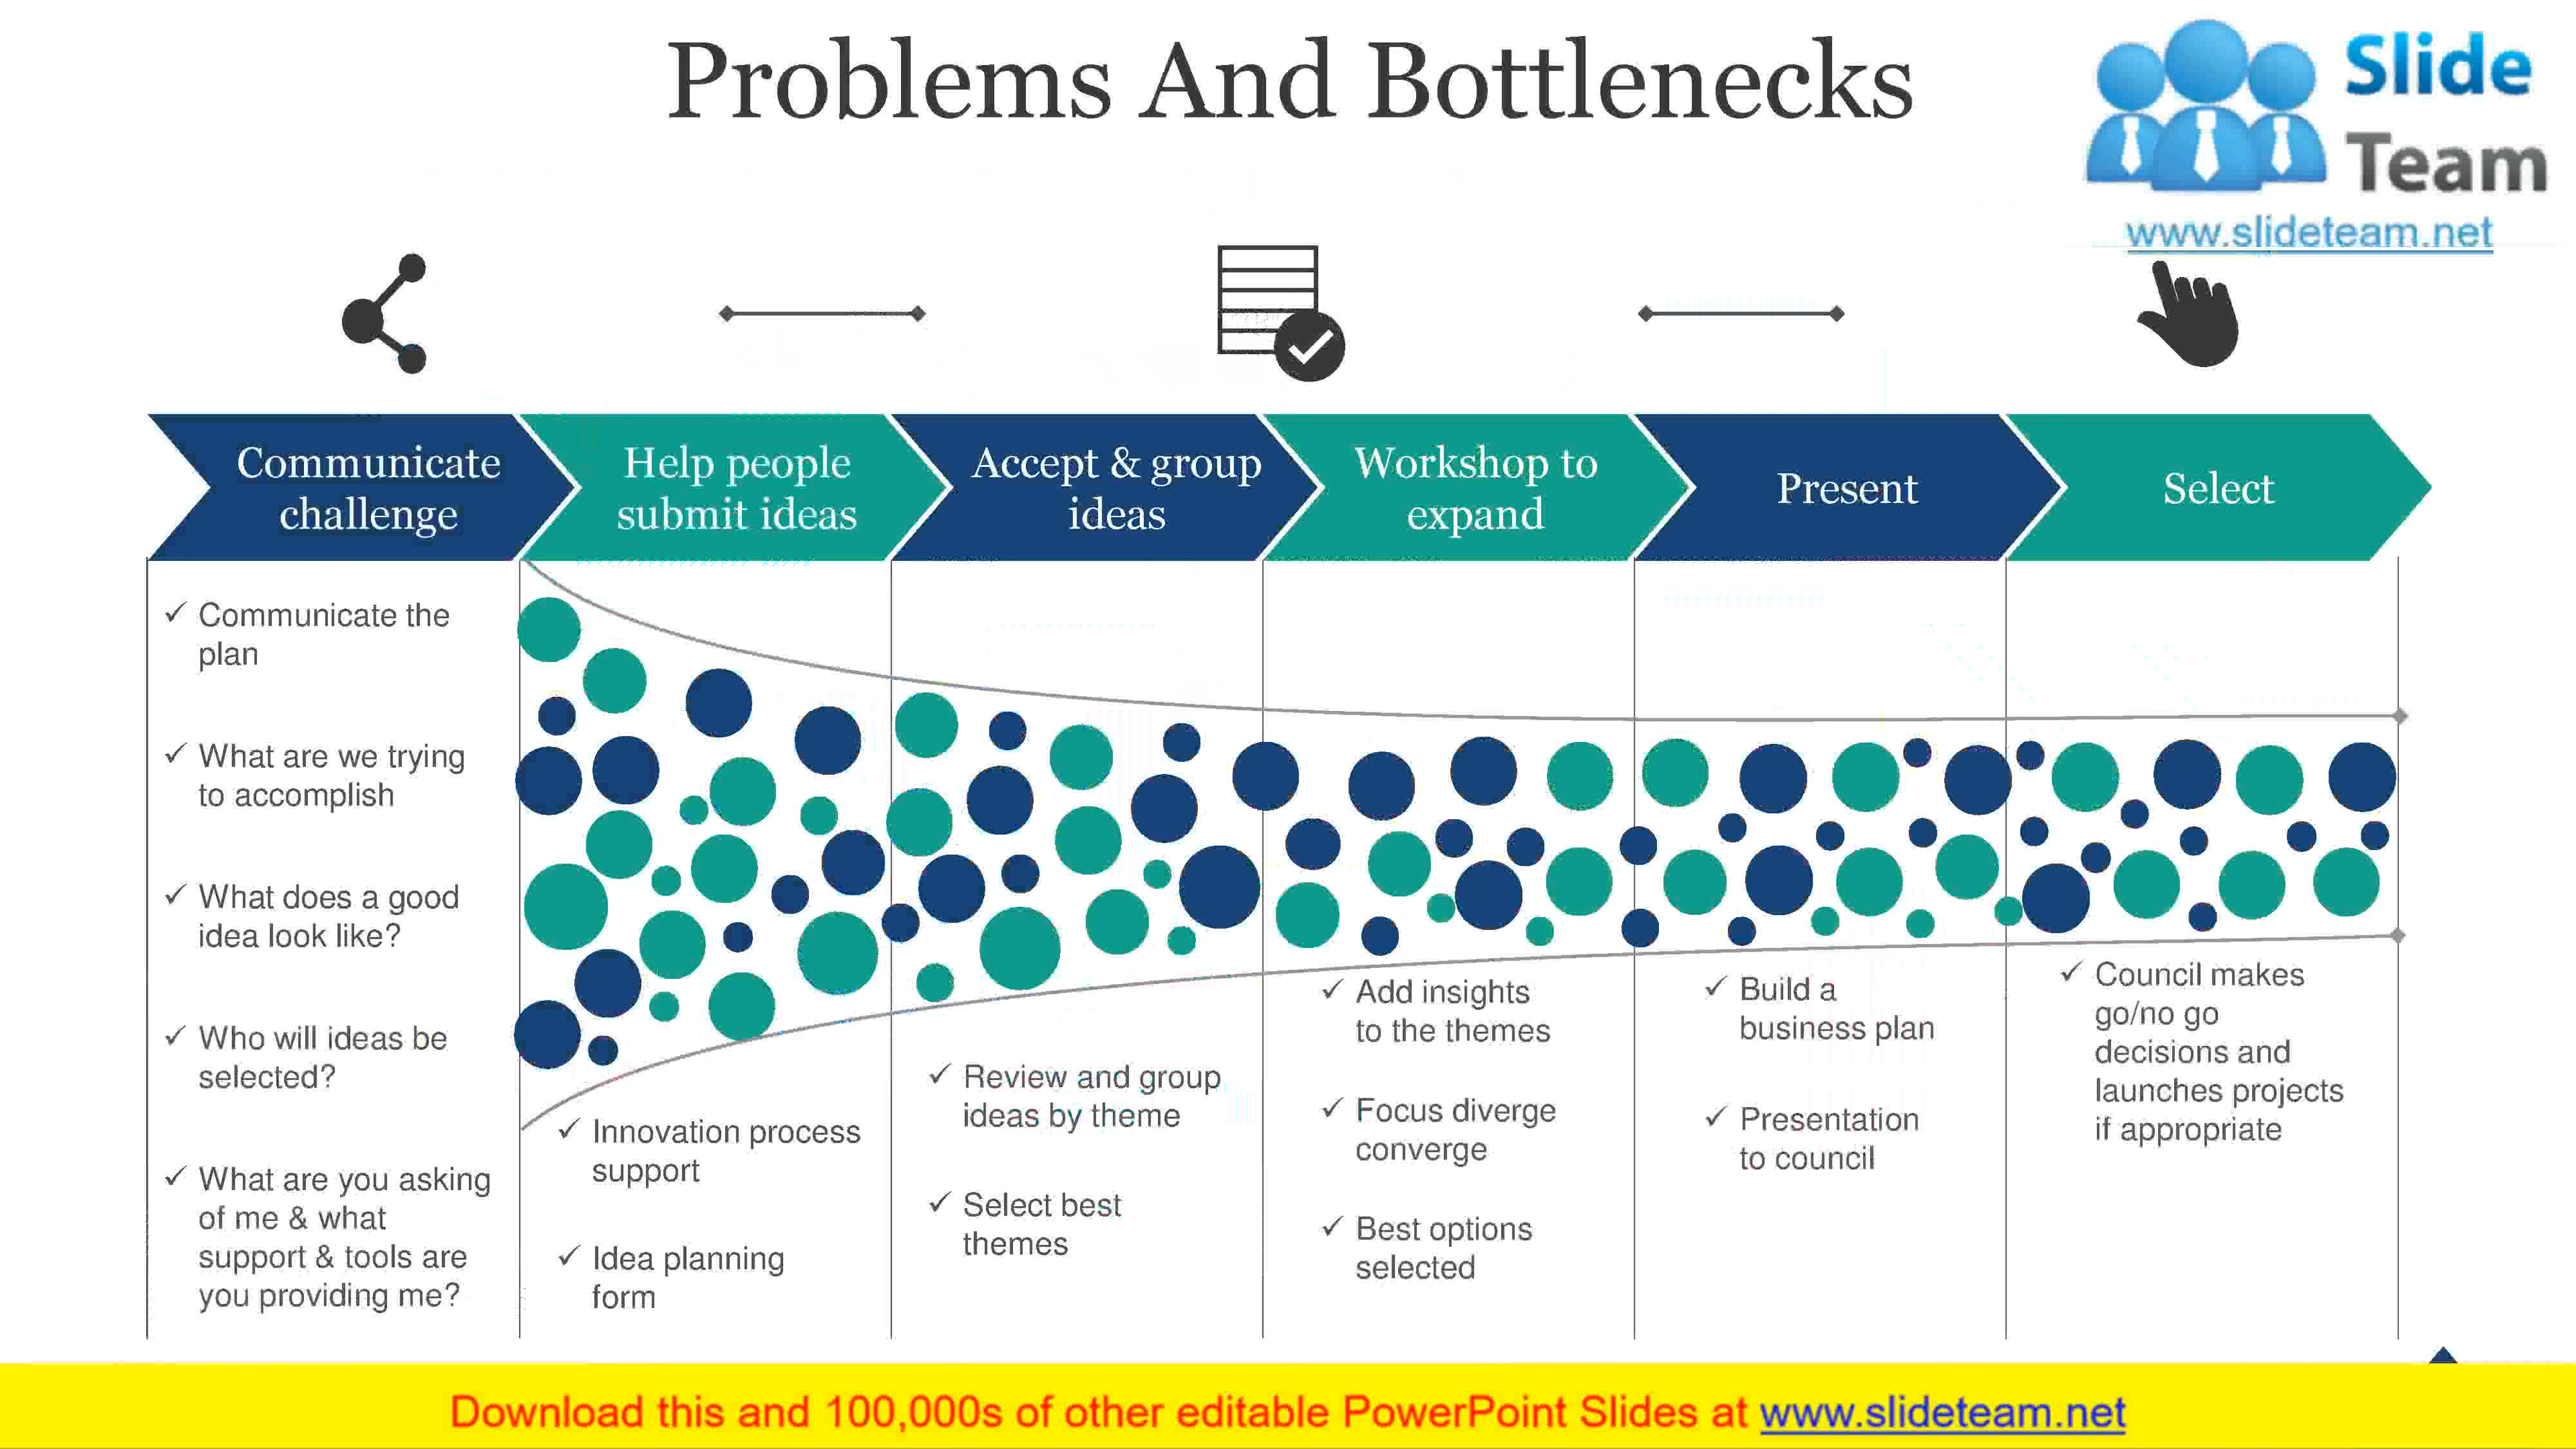 Problems And Bottlenecks
Slide
Team
www.slideteam.net
Communicate
challenge
Help people
submit ideas
Accept & group
ideas
Workshop to
expand
Present
Select
✓ Communicate the
plan
✓ What are we trying
to accomplish
✓ What does a good
idea look like?
✓ Who will ideas be
selected?
✓ What are you asking
of me & what
support & tools are
you providing me?
✓ Innovation process
support
✓ Idea planning
form
✓ Review and group
ideas by theme
✓ Select best
themes
✓ Add insights
to the themes
✓ Focus diverge
converge
✓ Best options
selected
✓ Build a
business plan
✓ Presentation
to council
✓ Council makes
go/no go
decisions and
launches projects
if appropriate
Download this and 100,000s of other editable PowerPoint Slides at www.slideteam.net